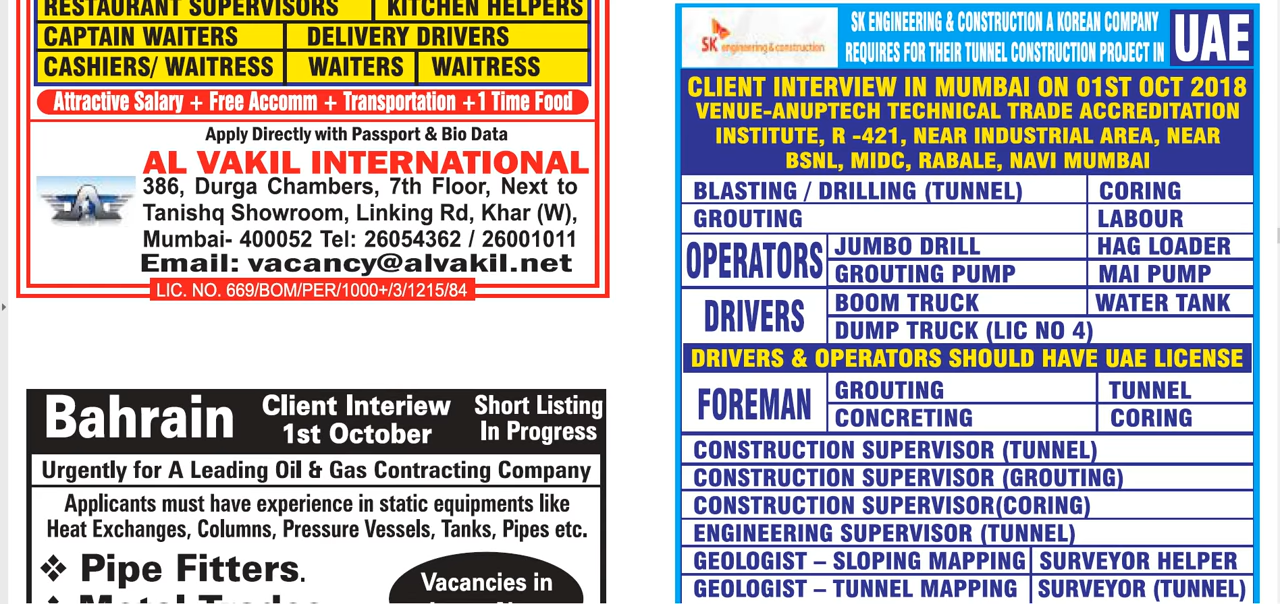 RESTAURANT SUPERVISORS KITCHEN HELPERS
CAPTAIN WAITERS DELIVERY DRIVERS
CASHIERS/ WAITRESS WAITERS WAITRESS
Attractive Salary + Free Accomm + Transportation +1 Time Food
Apply Directly with Passport & Bio Data
AL VAKIL INTERNATIONAL
386, Durga Chambers, 7th Floor, Next to
Tanishq Showroom, Linking Rd, Khar (W),
Mumbai- 400052 Tel: 26054362 / 26001011
Email: vacancy@alvakil.net
LIC. NO. 669/BOM/PER/1000+/3/1215/84
Bahrain Client Interiew Short Listing
1st October In Progress
Urgently for A Leading Oil & Gas Contracting Company
Applicants must have experience in static equipments like
Heat Exchanges, Columns, Pressure Vessels, Tanks, Pipes etc.
❖ Pipe Fitters.
Vacancies in
SK engineering&construction
SK ENGINEERING & CONSTRUCTION A KOREAN COMPANY
REQUIRES FOR THEIR TUNNEL CONSTRUCTION PROJECT IN UAE
CLIENT INTERVIEW IN MUMBAI ON 01ST OCT 2018
VENUE-ANUPTECH TECHNICAL TRADE ACCREDITATION
INSTITUTE, R -421, NEAR INDUSTRIAL AREA, NEAR
BSNL, MIDC, RABALE, NAVI MUMBAI
BLASTING / DRILLING (TUNNEL) CORING
GROUTING LABOUR
OPERATORS JUMBO DRILL HAG LOADER
GROUTING PUMP MAI PUMP
DRIVERS BOOM TRUCK WATER TANK
DUMP TRUCK (LIC NO 4)
DRIVERS & OPERATORS SHOULD HAVE UAE LICENSE
FOREMAN GROUTING TUNNEL
CONCRETING CORING
CONSTRUCTION SUPERVISOR (TUNNEL)
CONSTRUCTION SUPERVISOR (GROUTING)
CONSTRUCTION SUPERVISOR(CORING)
ENGINEERING SUPERVISOR (TUNNEL)
GEOLOGIST – SLOPING MAPPING SURVEYOR HELPER
GEOLOGIST – TUNNEL MAPPING SURVEYOR (TUNNEL)